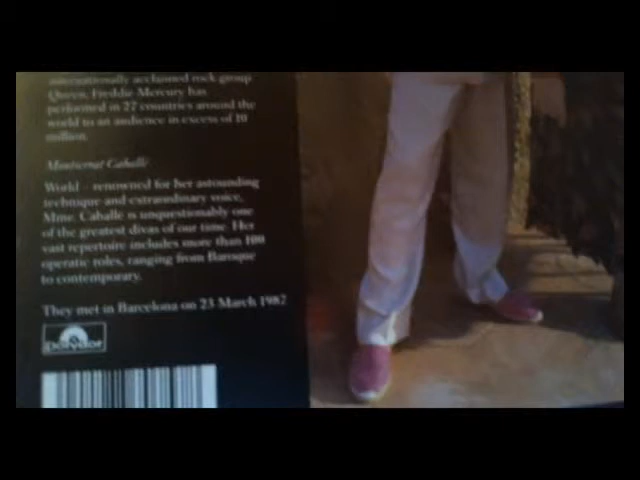 internationally acclaimed rock group
Queen, Freddie Mercury has
performed in 27 countries around the
world to an audience in excess of 10
million.
Montserrat Caballé
World – renowned for her astounding
technique and extraordinary voice,
Mme. Caballé is unquestionably one
of the greatest divas of our time. Her
vast repertoire includes more than 100
operatic roles, ranging from Baroque
to contemporary.
They met in Barcelona on 23 March 1987
polydor